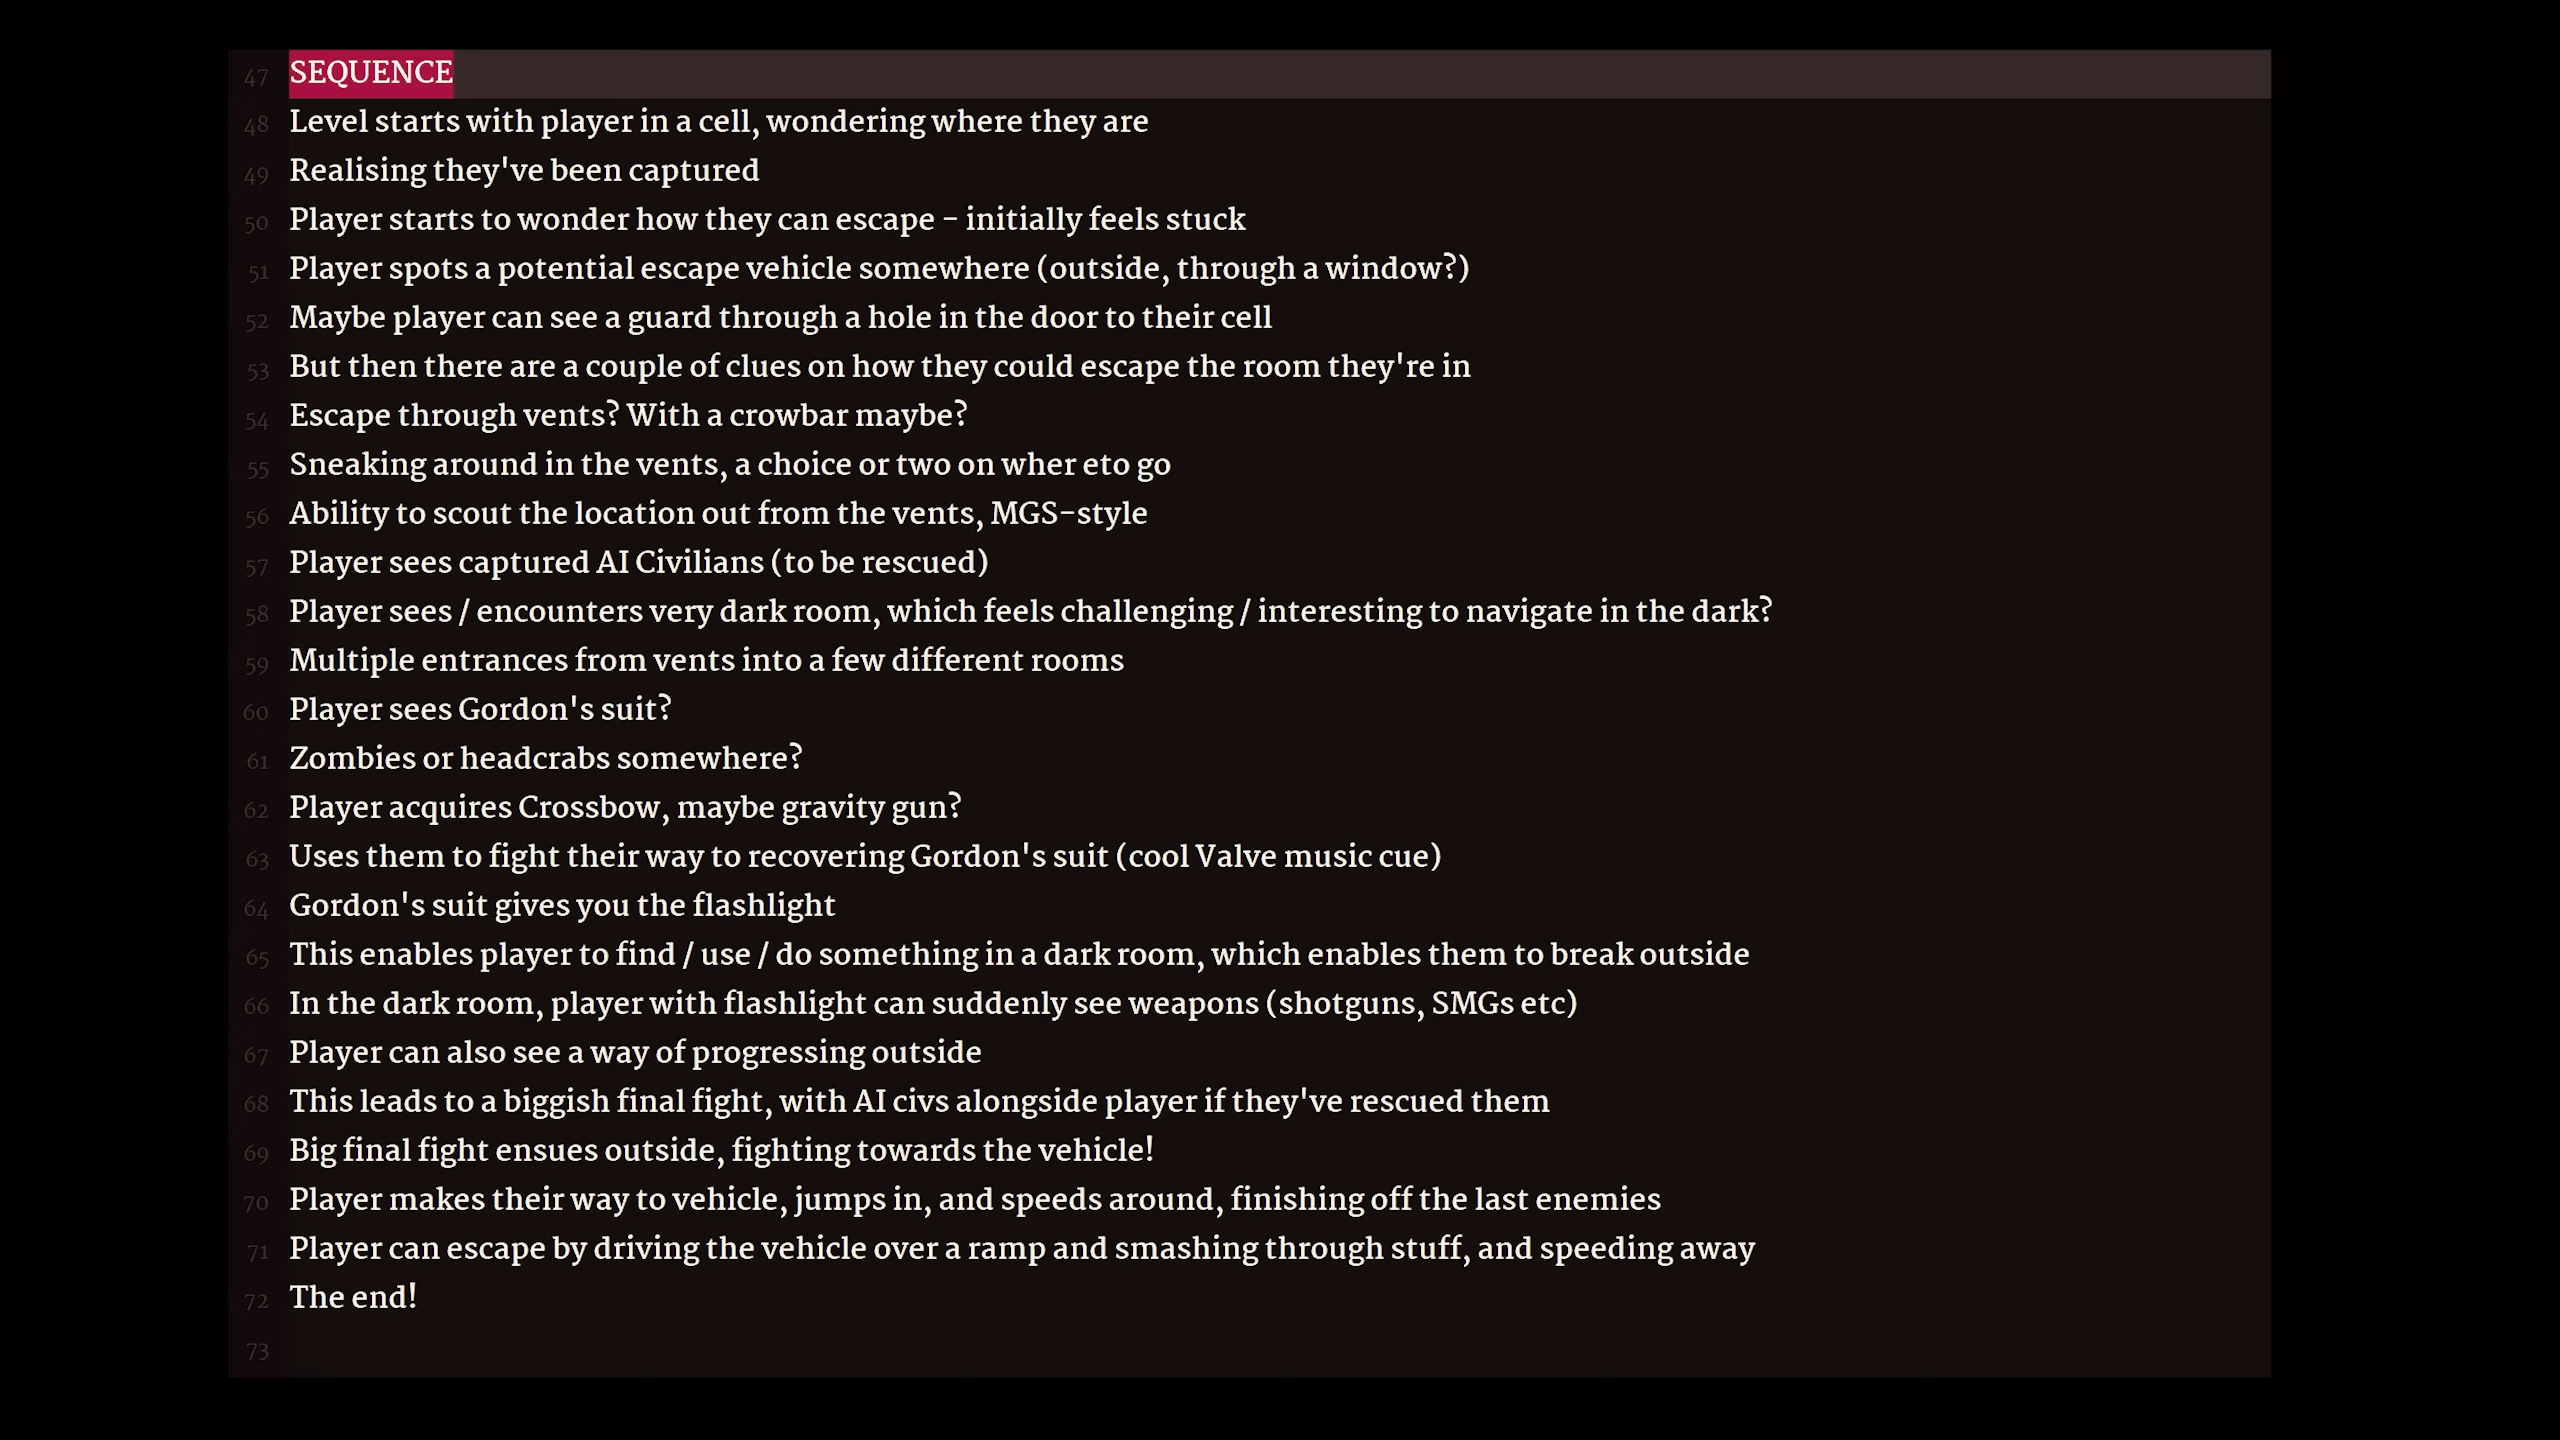 47 SEQUENCE
48 Level starts with player in a cell, wondering where they are
49 Realising they've been captured
50 Player starts to wonder how they can escape - initially feels stuck
51 Player spots a potential escape vehicle somewhere (outside, through a window?)
52 Maybe player can see a guard through a hole in the door to their cell
53 But then there are a couple of clues on how they could escape the room they're in
54 Escape through vents? With a crowbar maybe?
55 Sneaking around in the vents, a choice or two on wher eto go
56 Ability to scout the location out from the vents, MGS-style
57 Player sees captured AI Civilians (to be rescued)
58 Player sees / encounters very dark room, which feels challenging / interesting to navigate in the dark?
59 Multiple entrances from vents into a few different rooms
60 Player sees Gordon's suit?
61 Zombies or headcrabs somewhere?
62 Player acquires Crossbow, maybe gravity gun?
63 Uses them to fight their way to recovering Gordon's suit (cool Valve music cue)
64 Gordon's suit gives you the flashlight
65 This enables player to find / use / do something in a dark room, which enables them to break outside
66 In the dark room, player with flashlight can suddenly see weapons (shotguns, SMGs etc)
67 Player can also see a way of progressing outside
68 This leads to a biggish final fight, with AI civs alongside player if they've rescued them
69 Big final fight ensues outside, fighting towards the vehicle!
70 Player makes their way to vehicle, jumps in, and speeds around, finishing off the last enemies
71 Player can escape by driving the vehicle over a ramp and smashing through stuff, and speeding away
72 The end!
73